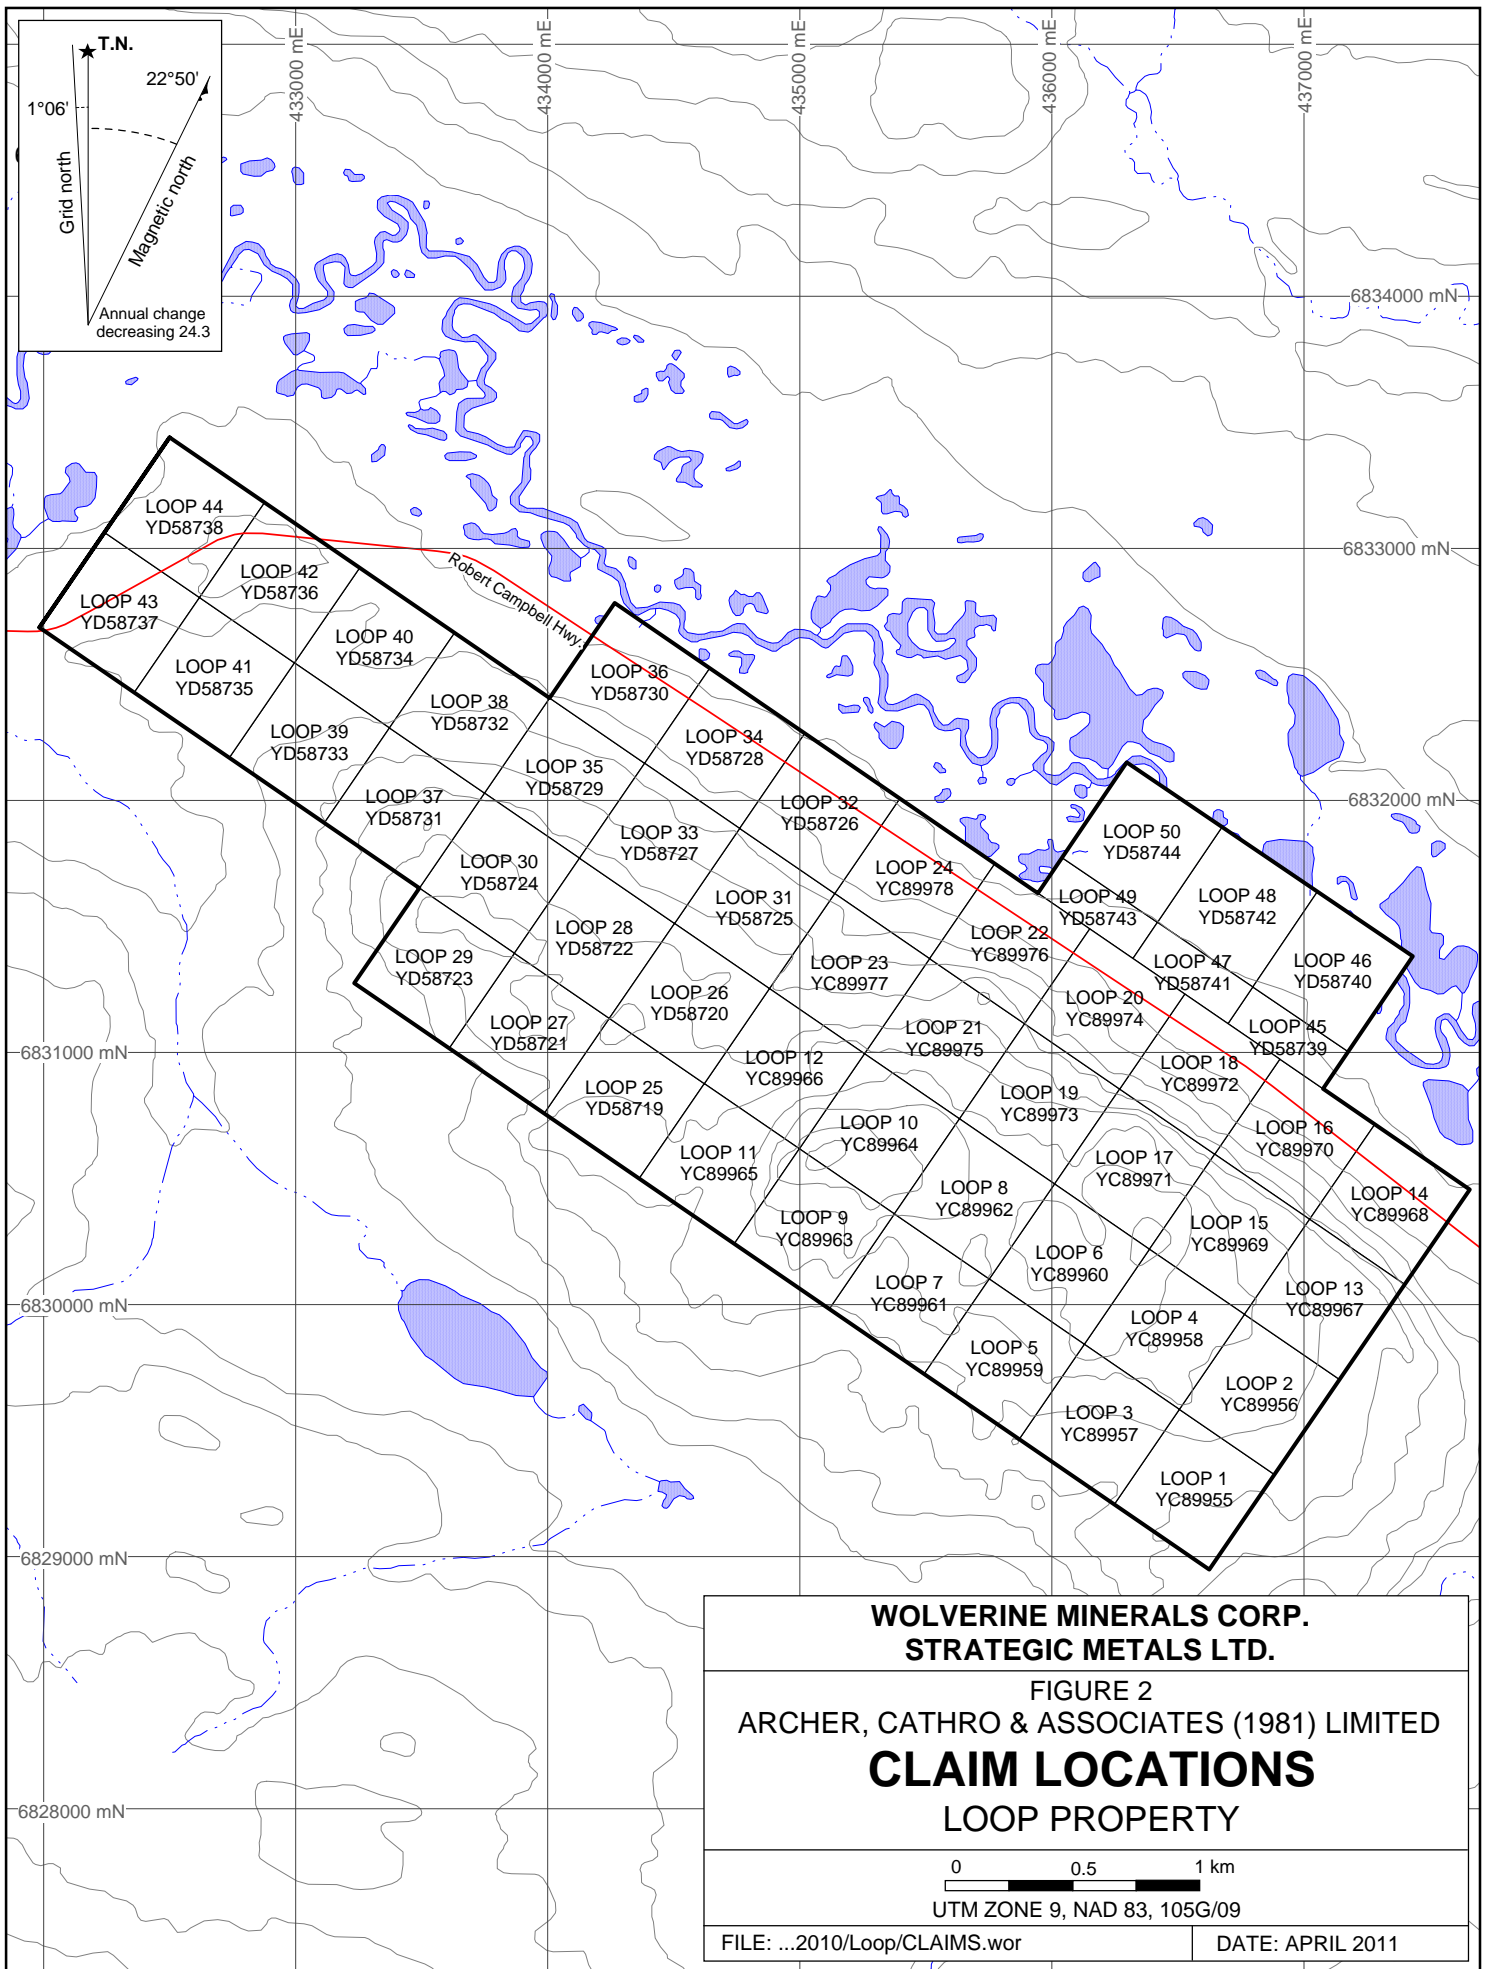 T.N.
22°50'
1°06'
Grid north
Magnetic north
Annual change
decreasing 24.3
433000 mE
434000 mE
435000 mE
436000 mE
437000 mE
6834000 mN
6833000 mN
6832000 mN
6831000 mN
6830000 mN
6829000 mN
6828000 mN
Robert Campbell Hwy.
LOOP 44
YD58738
LOOP 42
YD58736
LOOP 43
YD58737
LOOP 40
YD58734
LOOP 41
YD58735
LOOP 38
YD58732
LOOP 39
YD58733
LOOP 36
YD58730
LOOP 34
YD58728
LOOP 35
YD58729
LOOP 37
YD58731
LOOP 32
YD58726
LOOP 33
YD58727
LOOP 30
YD58724
LOOP 24
YC89978
LOOP 31
YD58725
LOOP 28
YD58722
LOOP 29
YD58723
LOOP 50
YD58744
LOOP 49
YD58743
LOOP 48
YD58742
LOOP 22
YC89976
LOOP 23
YC89977
LOOP 47
YD58741
LOOP 46
YD58740
LOOP 26
YD58720
LOOP 27
YD58721
LOOP 20
YC89974
LOOP 21
YC89975
LOOP 45
YD58739
LOOP 18
YC89972
LOOP 12
YC89966
LOOP 25
YD58719
LOOP 19
YC89973
LOOP 10
YC89964
LOOP 16
YC89970
LOOP 11
YC89965
LOOP 17
YC89971
LOOP 8
YC89962
LOOP 14
YC89968
LOOP 9
YC89963
LOOP 15
YC89969
LOOP 6
YC89960
LOOP 7
YC89961
LOOP 13
YC89967
LOOP 4
YC89958
LOOP 5
YC89959
LOOP 2
YC89956
LOOP 3
YC89957
LOOP 1
YC89955
WOLVERINE MINERALS CORP.
STRATEGIC METALS LTD.
FIGURE 2
ARCHER, CATHRO & ASSOCIATES (1981) LIMITED
CLAIM LOCATIONS
LOOP PROPERTY
0 0.5 1 km
UTM ZONE 9, NAD 83, 105G/09
FILE: ...2010/Loop/CLAIMS.wor
DATE: APRIL 2011